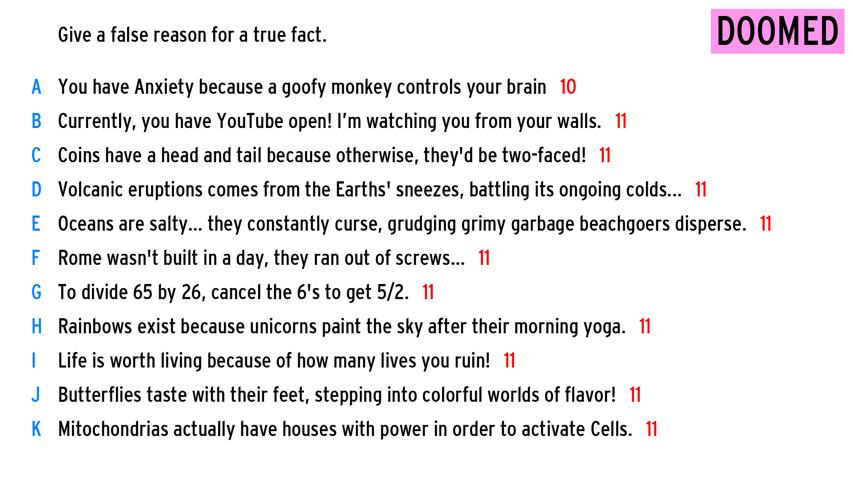 Give a false reason for a true fact.
DOOMED
A You have Anxiety because a goofy monkey controls your brain 10
B Currently, you have YouTube open! I'm watching you from your walls. 11
C Coins have a head and tail because otherwise, they'd be two-faced! 11
D Volcanic eruptions comes from the Earths' sneezes, battling its ongoing colds... 11
E Oceans are salty... they constantly curse, grudging grimy garbage beachgoers disperse. 11
F Rome wasn't built in a day, they ran out of screws... 11
G To divide 65 by 26, cancel the 6's to get 5/2. 11
H Rainbows exist because unicorns paint the sky after their morning yoga. 11
I Life is worth living because of how many lives you ruin! 11
J Butterflies taste with their feet, stepping into colorful worlds of flavor! 11
K Mitochondrias actually have houses with power in order to activate Cells. 11